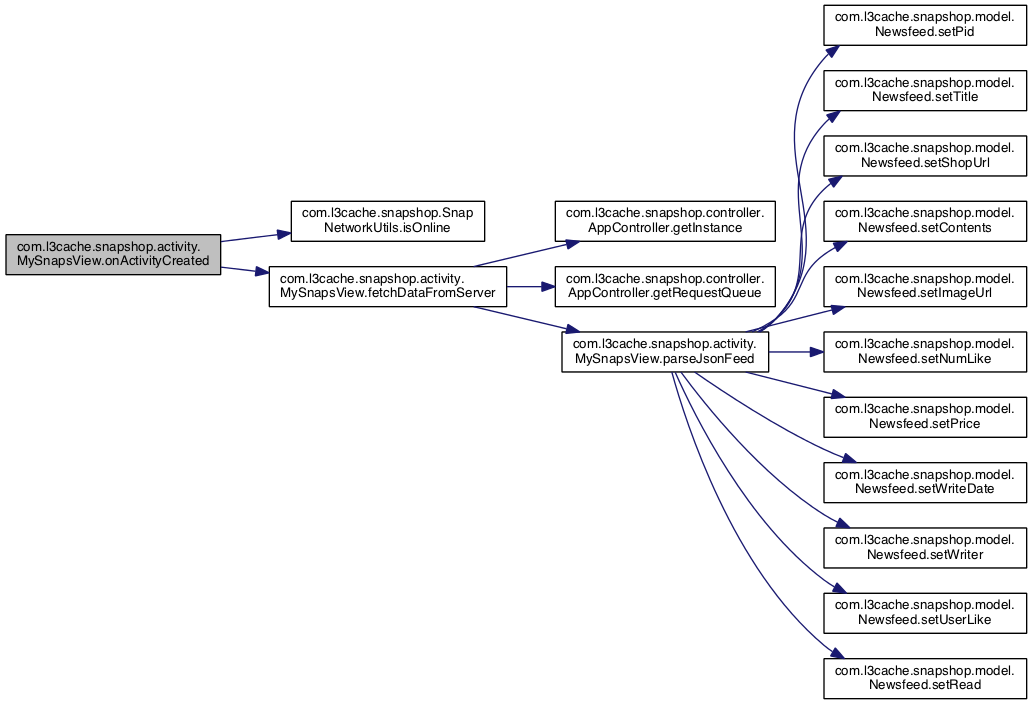 com.l3cache.snapshop.activity.
MySnapsView.onActivityCreated
com.l3cache.snapshop.Snap
NetworkUtils.isOnline
com.l3cache.snapshop.activity.
MySnapsView.fetchDataFromServer
com.l3cache.snapshop.controller.
AppController.getInstance
com.l3cache.snapshop.controller.
AppController.getRequestQueue
com.l3cache.snapshop.activity.
MySnapsView.parseJsonFeed
com.l3cache.snapshop.model.
Newsfeed.setPid
com.l3cache.snapshop.model.
Newsfeed.setTitle
com.l3cache.snapshop.model.
Newsfeed.setShopUrl
com.l3cache.snapshop.model.
Newsfeed.setContents
com.l3cache.snapshop.model.
Newsfeed.setImageUrl
com.l3cache.snapshop.model.
Newsfeed.setNumLike
com.l3cache.snapshop.model.
Newsfeed.setPrice
com.l3cache.snapshop.model.
Newsfeed.setWriteDate
com.l3cache.snapshop.model.
Newsfeed.setWriter
com.l3cache.snapshop.model.
Newsfeed.setUserLike
com.l3cache.snapshop.model.
Newsfeed.setRead